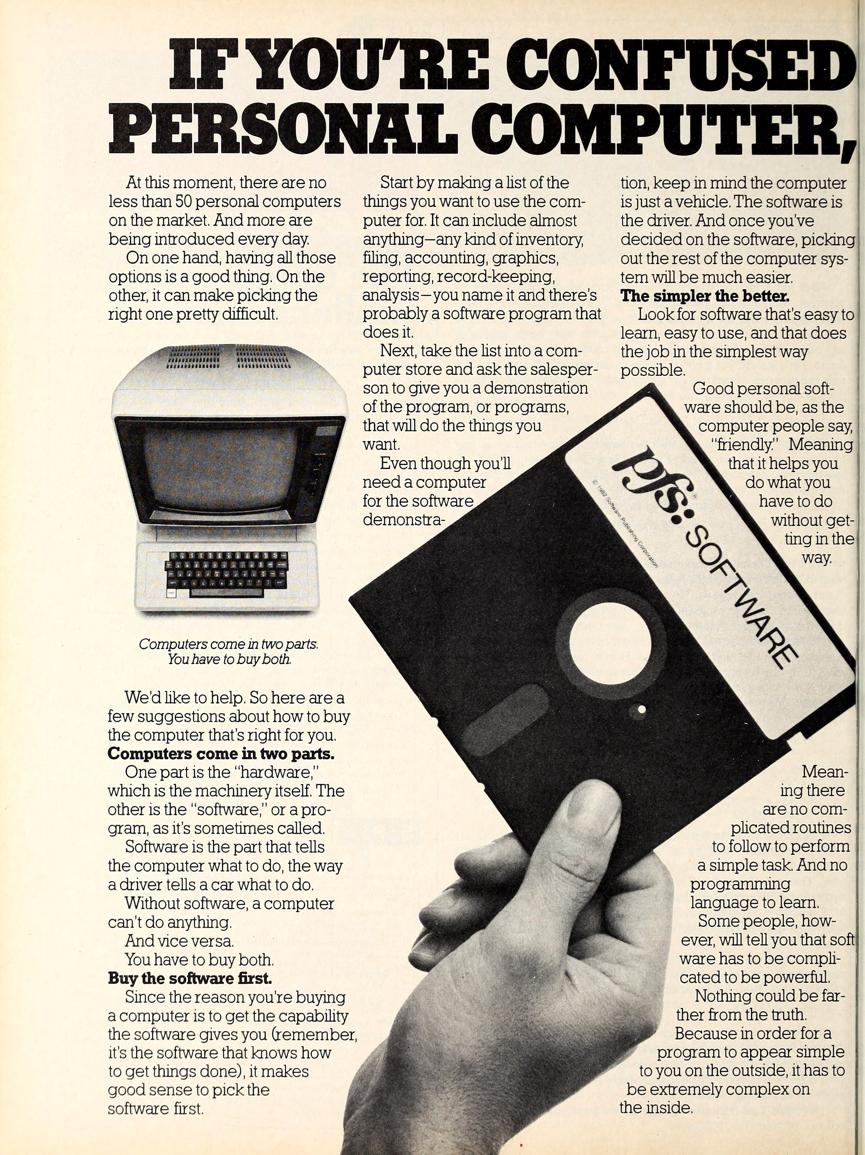 IF YOU'RE CONFUSED
PERSONAL COMPUTER,
At this moment, there are no
less than 50 personal computers
on the market. And more are
being introduced every day.
On one hand, having all those
options is a good thing. On the
other, it can make picking the
right one pretty difficult.
Computers come in two parts.
You have to buy both.
We'd like to help. So here are a
few suggestions about how to buy
the computer that's right for you.
Computers come in two parts.
One part is the "hardware,"
which is the machinery itself. The
other is the "software," or a pro-
gram, as it's sometimes called.
Software is the part that tells
the computer what to do, the way
a driver tells a car what to do.
Without software, a computer
can't do anything.
And vice versa.
You have to buy both.
Buy the software first.
Since the reason you're buying
a computer is to get the capability
the software gives you (remember,
it's the software that knows how
to get things done), it makes
good sense to pick the
software first.
Start by making a list of the
things you want to use the com-
puter for. It can include almost
anything—any kind of inventory,
filing, accounting, graphics,
reporting, record-keeping,
analysis—you name it and there's
probably a software program that
does it.
Next, take the list into a com-
puter store and ask the salesper-
son to give you a demonstration
of the program, or programs,
that will do the things you
want.
Even though you'll
need a computer
for the software
demonstra-
tion, keep in mind the computer
is just a vehicle. The software is
the driver. And once you've
decided on the software, picking
out the rest of the computer sys-
tem will be much easier.
The simpler the better.
Look for software that's easy to
learn, easy to use, and that does
the job in the simplest way
possible.
Good personal soft-
ware should be, as the
computer people say,
"friendly." Meaning
that it helps you
do what you
have to do
without get-
ting in the
way.
pfs:® SOFTWARE
© 1982 Software Publishing Corporation
Mean-
ing there
are no com-
plicated routines
to follow to perform
a simple task. And no
programming
language to learn.
Some people, how-
ever, will tell you that soft
ware has to be compli-
cated to be powerful.
Nothing could be far-
ther from the truth.
Because in order for a
program to appear simple
to you on the outside, it has to
be extremely complex on
the inside.